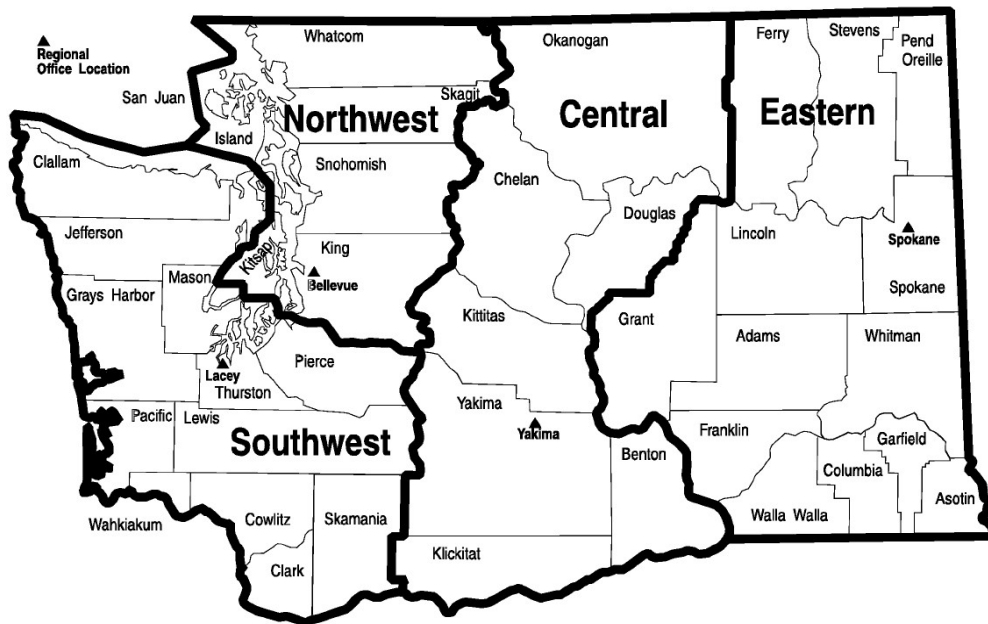 Regional
Office Location
Whatcom
Okanogan
Ferry
Stevens
Pend
Oreille
San Juan
Skagit
Island
Northwest
Central
Eastern
Clallam
Snohomish
Chelan
Douglas
Jefferson
King
Lincoln
Spokane
Kitsap
Mason
Bellevue
Spokane
Grays Harbor
Kittitas
Grant
Adams
Whitman
Pierce
Lacey
Thurston
Yakima
Pacific
Lewis
Yakima
Franklin
Garfield
Southwest
Benton
Columbia
Asotin
Wahkiakum
Cowlitz
Skamania
Walla Walla
Klickitat
Clark